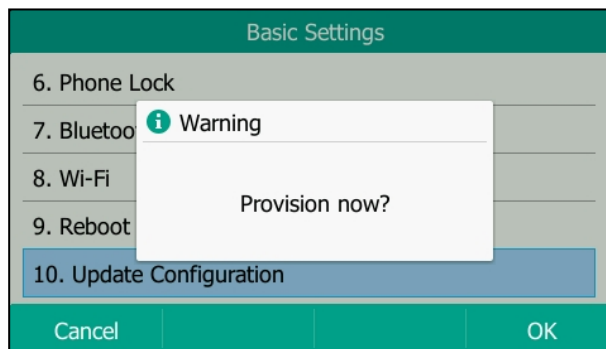 Basic Settings
6. Phone Lock
7. Bluetoo
Warning
8. Wi-Fi
Provision now?
9. Reboot
10. Update Configuration
Cancel
OK